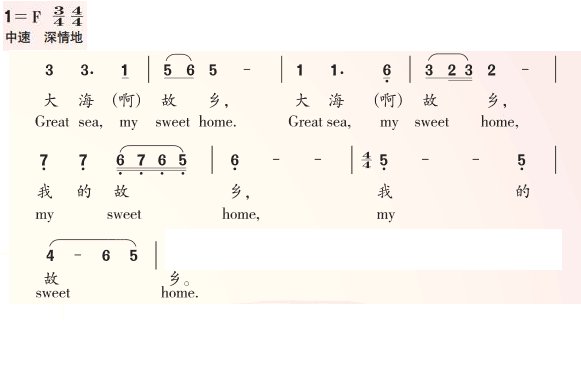 1= F 3/4 4/4
中速 深情地
3 3· 1 | 5 6 5 - | 1 1· 6 | 3 2 3 2 - |
大 海 (啊) 故 乡, 大 海 (啊) 故 乡,
Great sea, my sweet home. Great sea, my sweet home,
7 7 6 7 6 5 | 6 - - | 4/4 5 - - 5 |
我 的 故 乡, 我 的
my sweet home, my
4 - 6 5 |
故 乡。
sweet home.